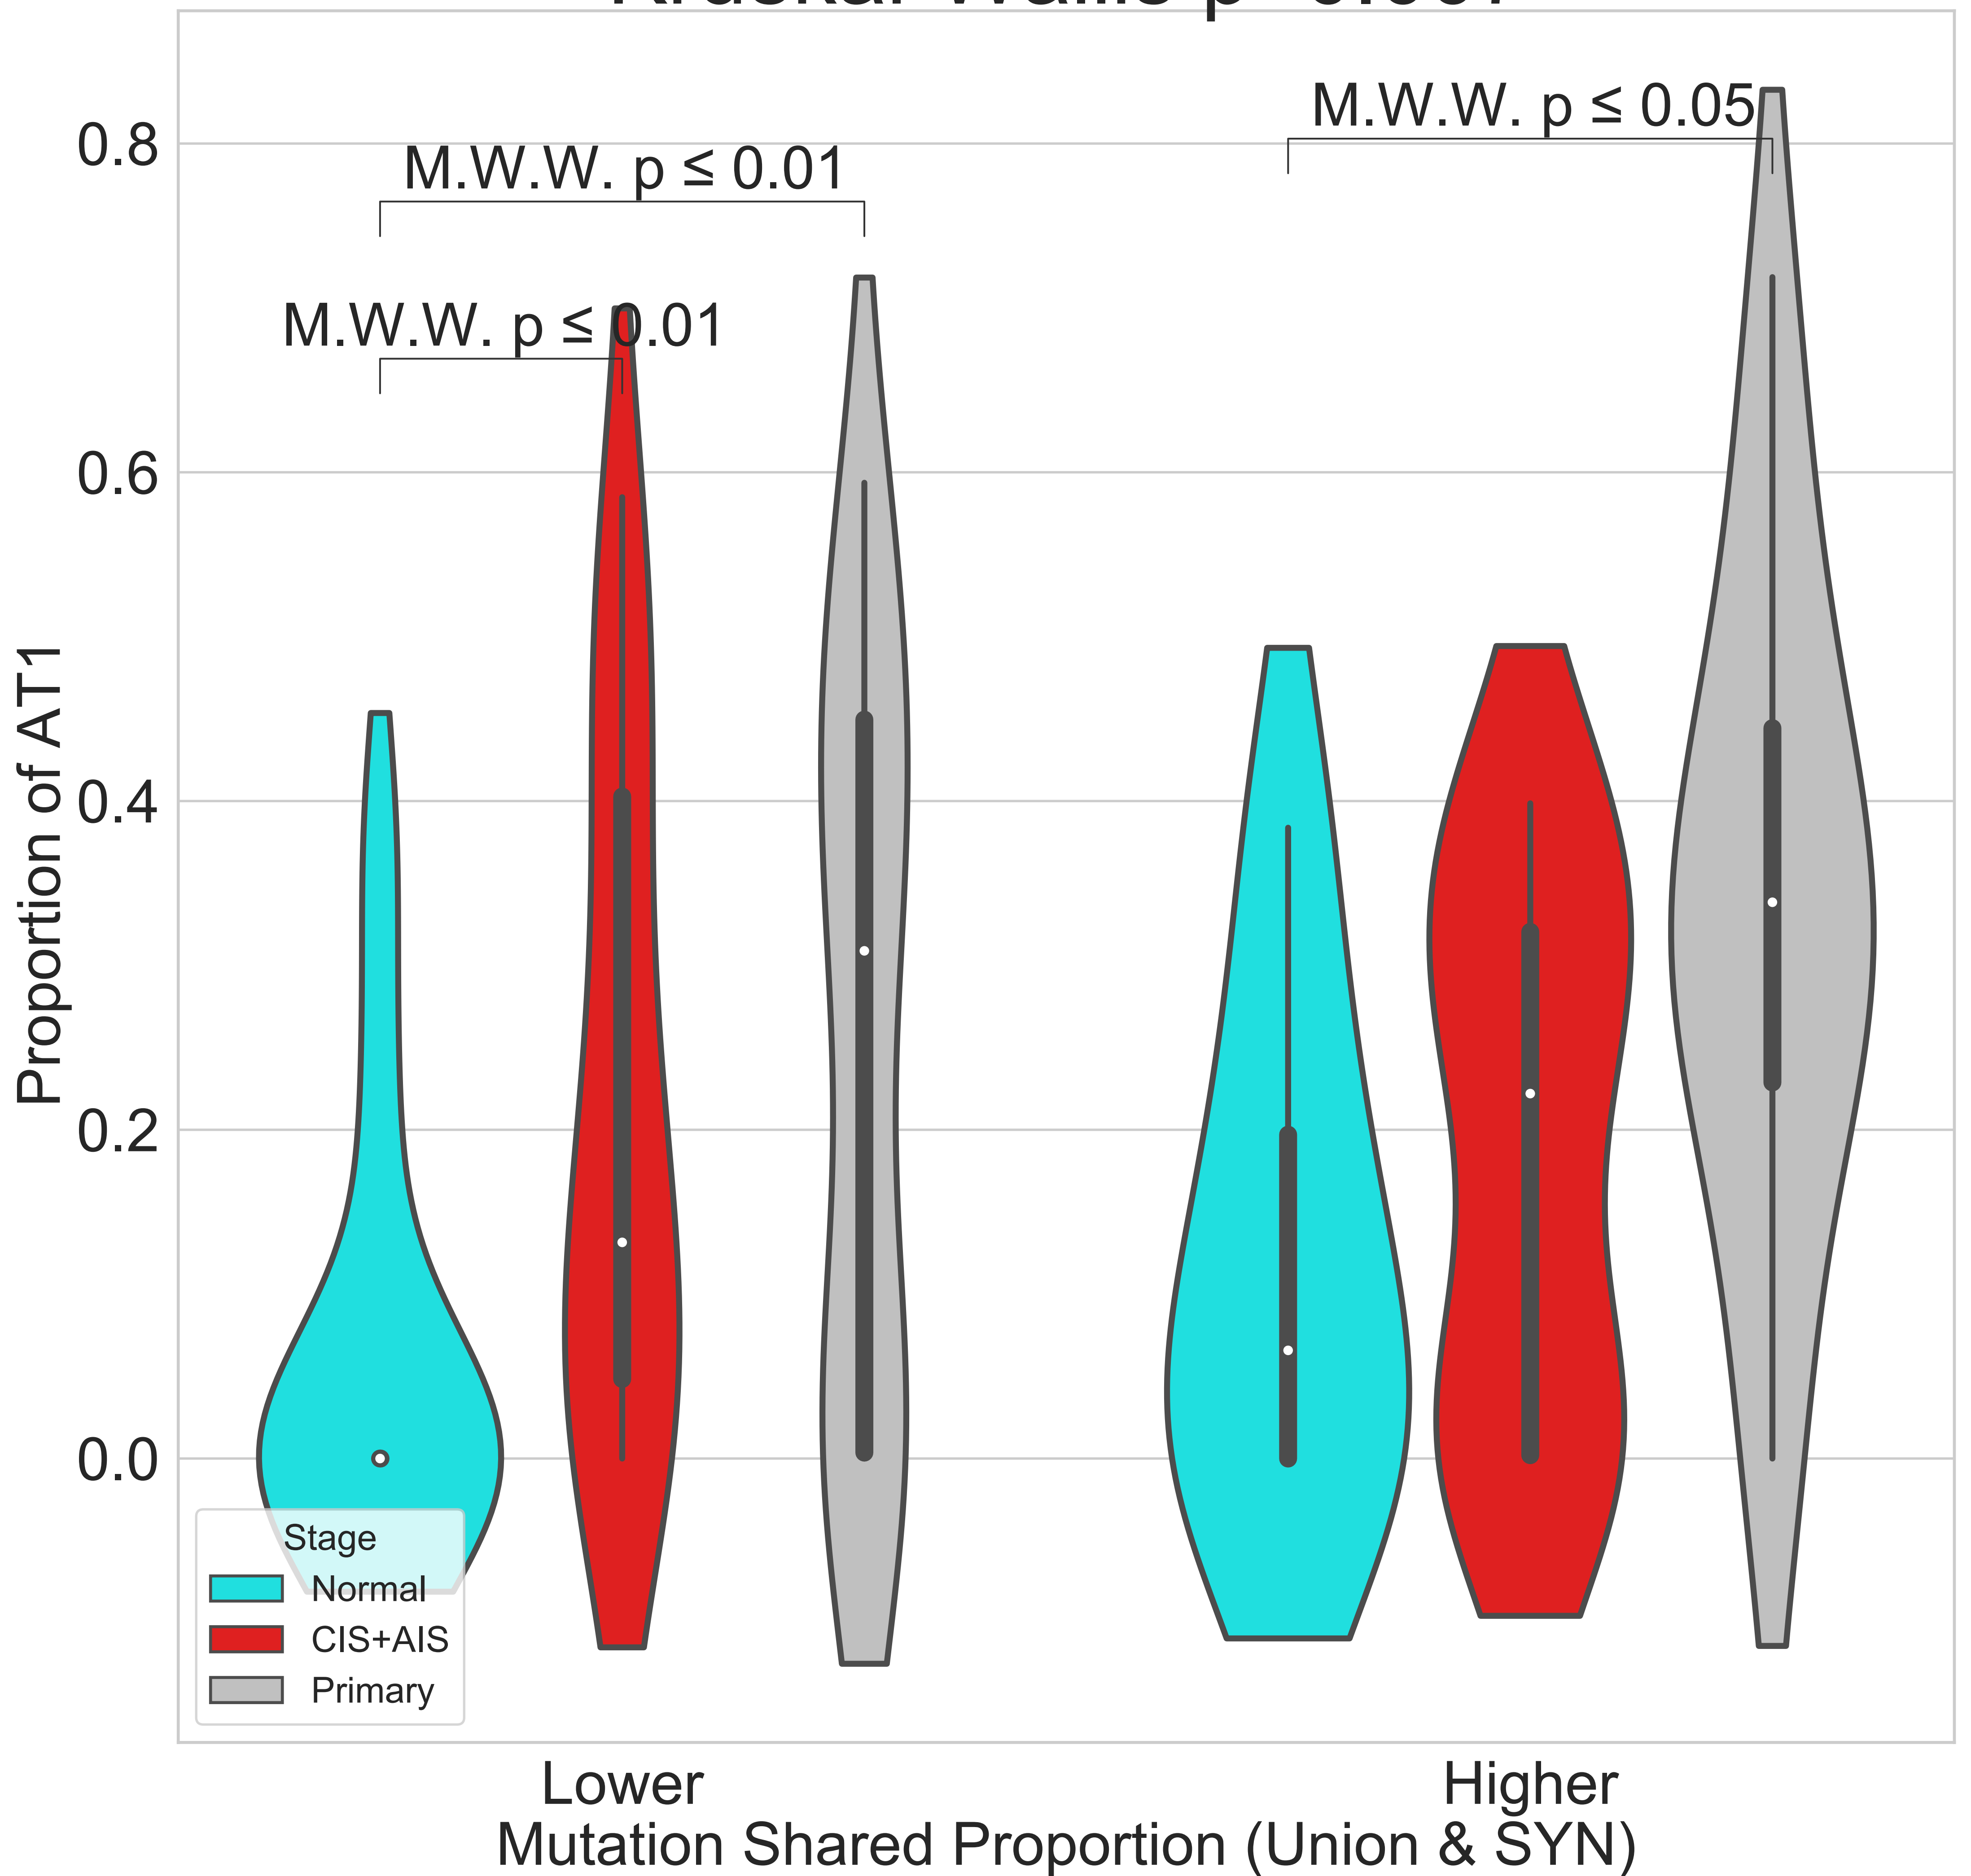 M.W.W. p ≤ 0.05
M.W.W. p ≤ 0.01
M.W.W. p ≤ 0.01
0.8
0.6
0.4
0.2
0.0
Proportion of AT1
Stage
Normal
CIS+AIS
Primary
Lower
Higher
Mutation Shared Proportion (Union & SYN)